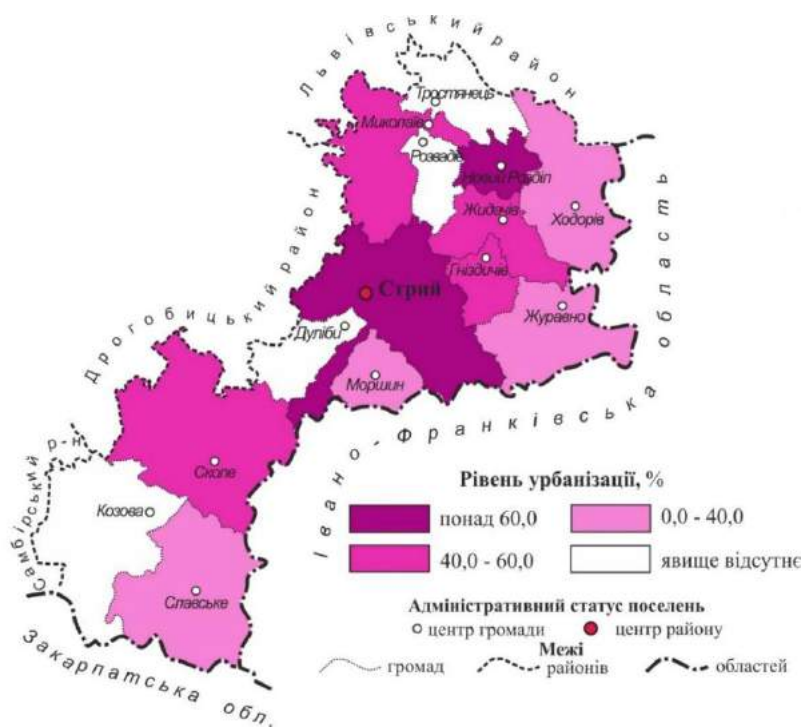 Львівський район
Тростянець
Миколаїв
Розвадів
Новий Розділ
Ходорів
Жидачів
Гніздичів
Журавно
Стрий
Дуліби
Моршин
Дрогобицький район
Сколе
Козова
Славське
Самбірський р-н
Закарпатська обл.
Івано-Франківська область
Рівень урбанізації, %
понад 60,0
0,0 - 40,0
40,0 - 60,0
явище відсутнє
Адміністративний статус поселень
центр громади
центр району
Межі
громад
районів
областей